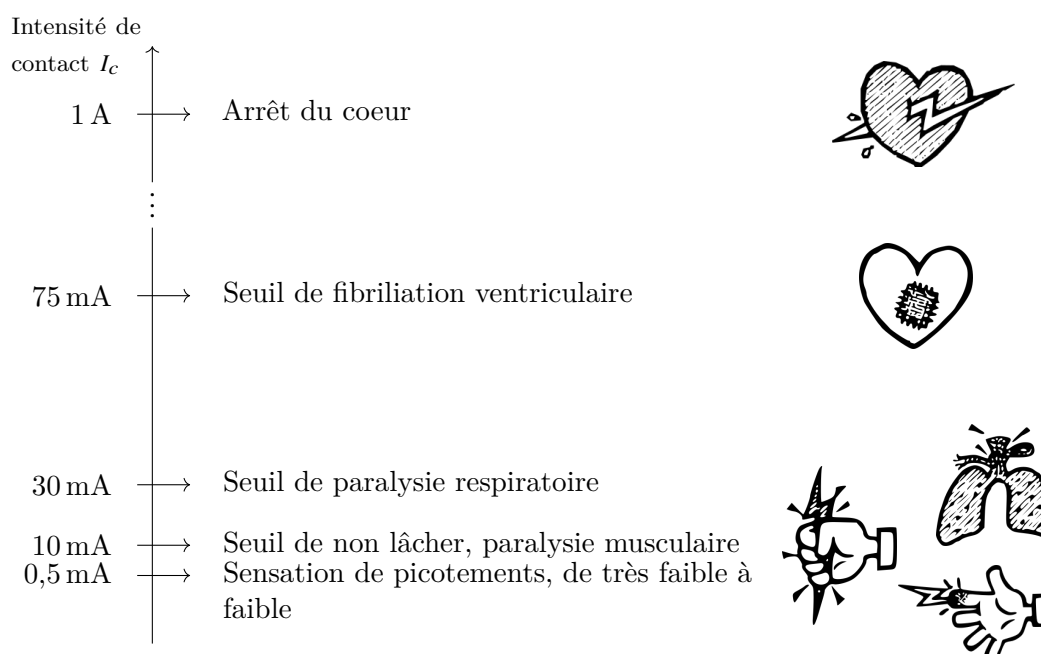 Intensité de
contact I_c
1 A Arrêt du coeur
⋮
75 mA Seuil de fibriliation ventriculaire
30 mA Seuil de paralysie respiratoire
10 mA Seuil de non lâcher, paralysie musculaire
0,5 mA Sensation de picotements, de très faible à
faible